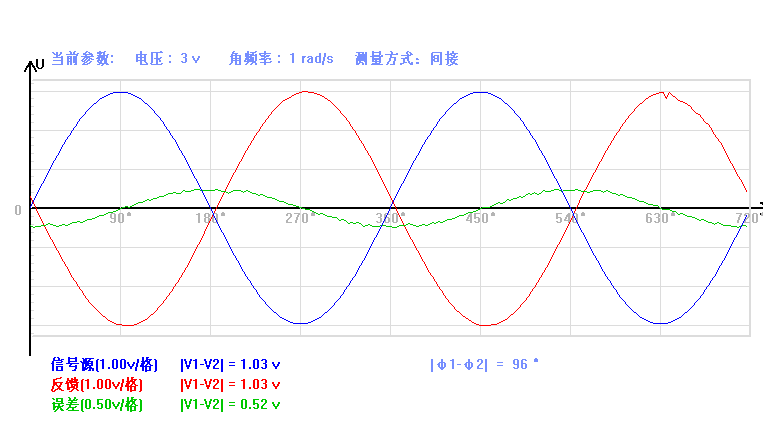 U 当前参数: 电压: 3 v 角频率: 1 rad/s 测量方式: 间接
0
90° 180° 270° 360° 450° 540° 630° 720°
信号源(1.00v/格) |V1-V2| = 1.03 v |Φ1-Φ2| = 96 °
反馈(1.00v/格) |V1-V2| = 1.03 v
误差(0.50v/格) |V1-V2| = 0.52 v